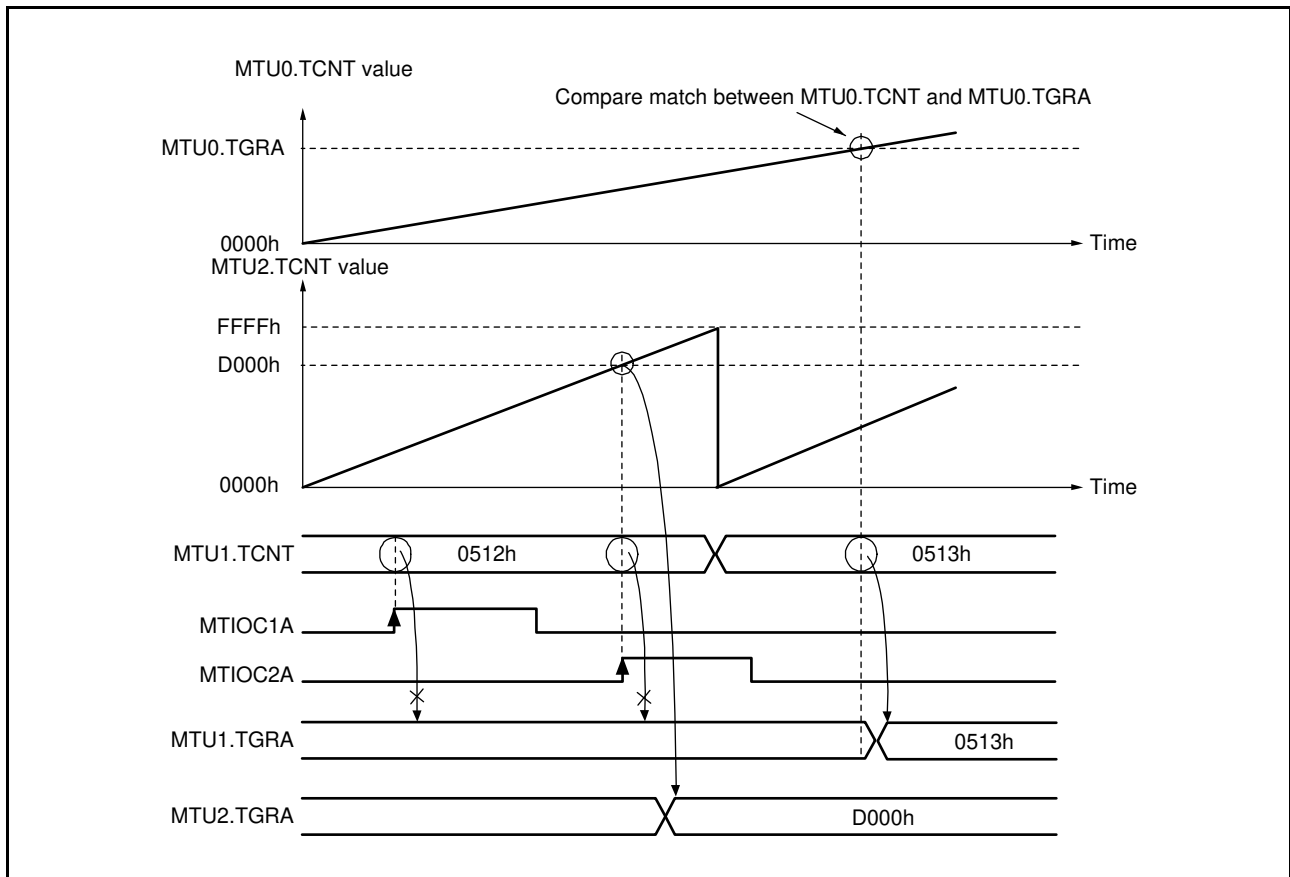 MTU0.TCNT value
Compare match between MTU0.TCNT and MTU0.TGRA
MTU0.TGRA
0000h
Time
MTU2.TCNT value
FFFFh
D000h
0000h
Time
MTU1.TCNT
0512h
0513h
MTIOC1A
MTIOC2A
MTU1.TGRA
0513h
MTU2.TGRA
D000h